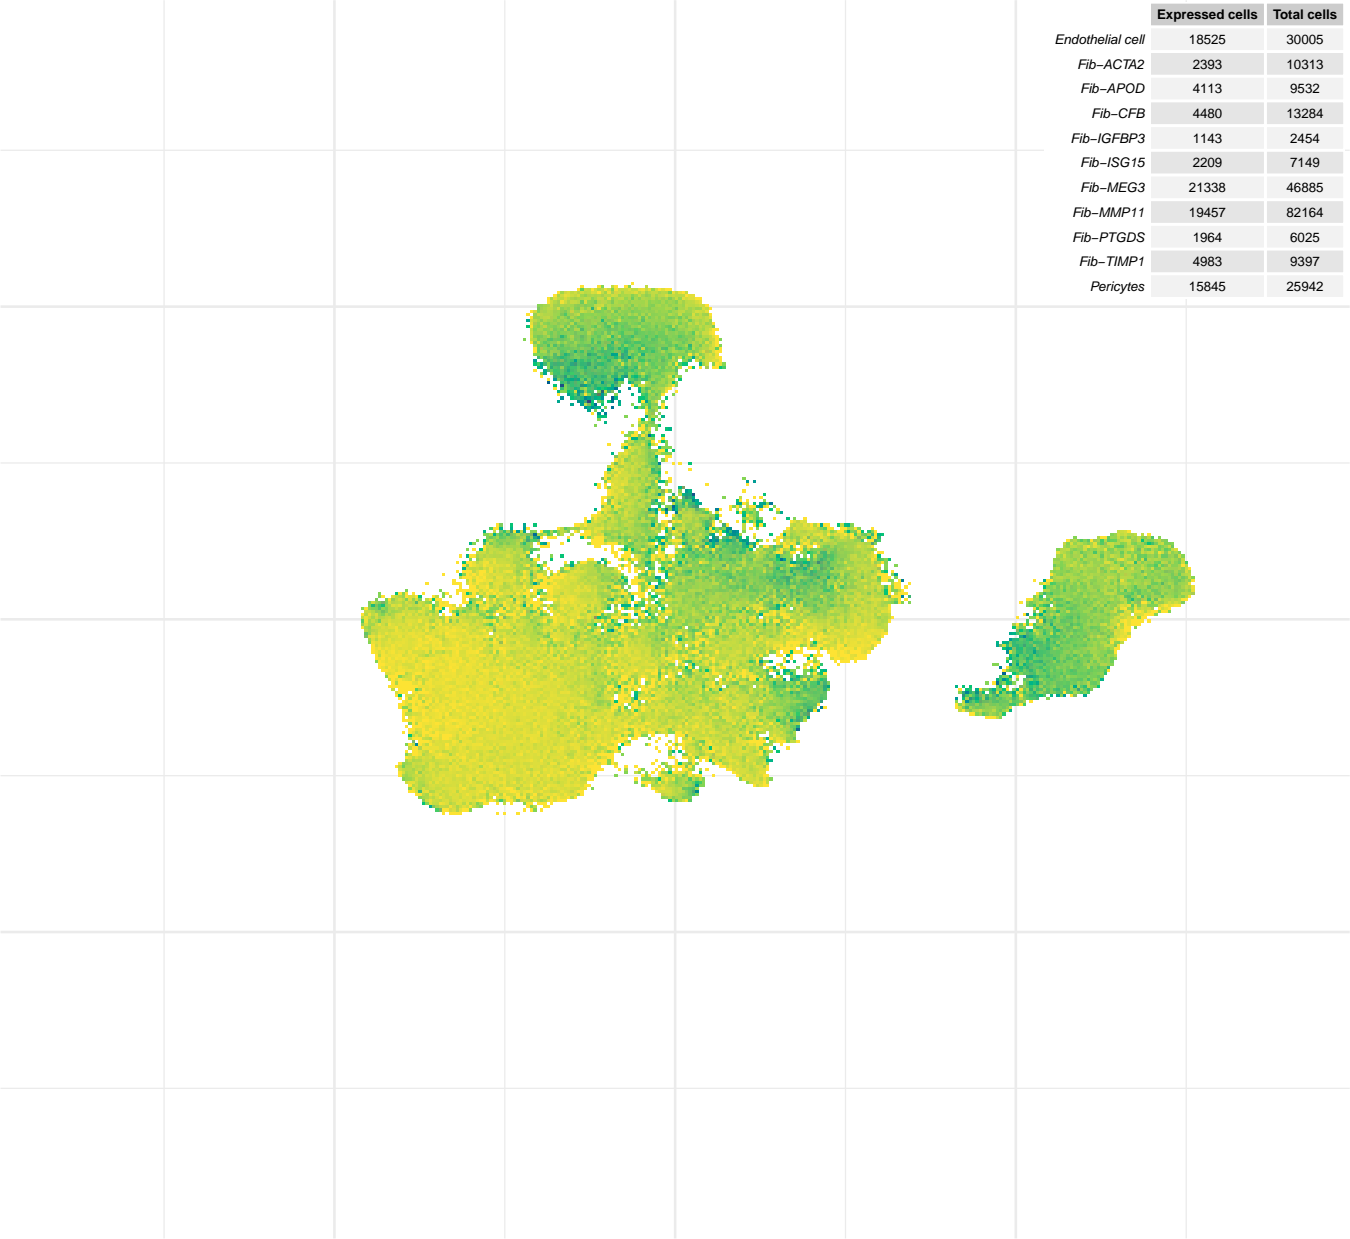 Expressed cells Total cells
Endothelial cell 18525 30005
Fib−ACTA2 2393 10313
Fib−APOD 4113 9532
Fib−CFB 4480 13284
Fib−IGFBP3 1143 2454
Fib−ISG15 2209 7149
Fib−MEG3 21338 46885
Fib−MMP11 19457 82164
Fib−PTGDS 1964 6025
Fib−TIMP1 4983 9397
Pericytes 15845 25942